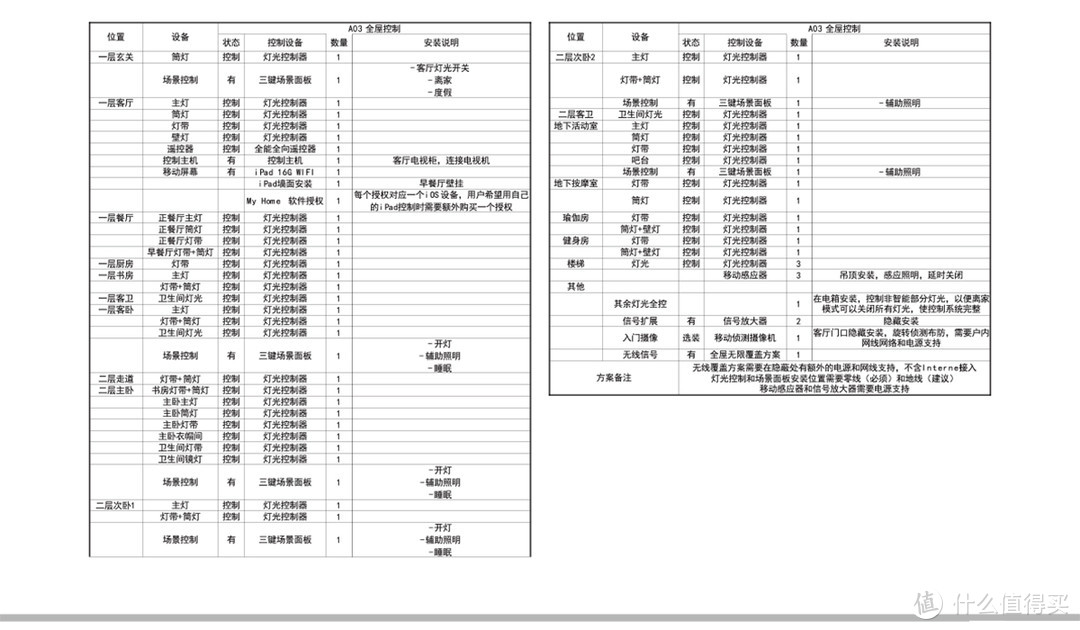 位置 设备 A03 全屋控制
状态 控制设备 数量 安装说明
一层玄关 筒灯 控制 灯光控制器 1
场景控制 有 三键场景面板 1
-客厅灯光开关
-离家
-度假
一层客厅 主灯 控制 灯光控制器 1
筒灯 控制 灯光控制器 1
灯带 控制 灯光控制器 1
壁灯 控制 灯光控制器 1
遥控器 控制 全能全向遥控器 1
控制主机 有 控制主机 1 客厅电视柜，连接电视机
移动屏幕 有 iPad 16G WIFI 1
iPad墙面安装 1 早餐厅壁挂
My Home 软件授权 1
每个授权对应一个iOS设备，用户希望用自己
的iPad控制时需要额外购买一个授权
一层餐厅 正餐厅主灯 控制 灯光控制器 1
正餐厅筒灯 控制 灯光控制器 1
正餐厅灯带 控制 灯光控制器 1
早餐厅灯带+筒灯 控制 灯光控制器 1
一层厨房 灯带 控制 灯光控制器 1
一层书房 主灯 控制 灯光控制器 1
灯带+筒灯 控制 灯光控制器 1
一层客卫 卫生间灯光 控制 灯光控制器 1
一层客卧 主灯 控制 灯光控制器 1
灯带+筒灯 控制 灯光控制器 1
卫生间灯光 控制 灯光控制器 1
场景控制 有 三键场景面板 1
-开灯
-辅助照明
-睡眠
二层走道 灯带+筒灯 控制 灯光控制器 1
二层主卧 书房灯带+筒灯 控制 灯光控制器 1
主卧主灯 控制 灯光控制器 1
主卧筒灯 控制 灯光控制器 1
主卧灯带 控制 灯光控制器 1
主卧衣帽间 控制 灯光控制器 1
卫生间灯带 控制 灯光控制器 1
卫生间镜灯 控制 灯光控制器 1
场景控制 有 三键场景面板 1
-开灯
-辅助照明
-睡眠
二层次卧1 主灯 控制 灯光控制器 1
灯带+筒灯 控制 灯光控制器 1
场景控制 有 三键场景面板 1
-开灯
-辅助照明
-睡眠
位置 设备 A03 全屋控制
状态 控制设备 数量 安装说明
二层次卧2 主灯 控制 灯光控制器 1
灯带+筒灯 控制 灯光控制器 1
场景控制 有 三键场景面板 1 -辅助照明
二层客卫 卫生间灯光 控制 灯光控制器 1
地下活动室 主灯 控制 灯光控制器 1
筒灯 控制 灯光控制器 1
灯带 控制 灯光控制器 1
吧台 控制 灯光控制器 1
场景控制 有 三键场景面板 1 -辅助照明
地下按摩室 灯带 控制 灯光控制器 1
筒灯 控制 灯光控制器 1
瑜伽房 灯带 控制 灯光控制器 1
筒灯+壁灯 控制 灯光控制器 1
健身房 灯带 控制 灯光控制器 1
筒灯+壁灯 控制 灯光控制器 1
楼梯 灯光 控制 灯光控制器 3
移动感应器 3 吊顶安装，感应照明，延时关闭
其他
其余灯光全控 1
在电箱安装，控制非智能部分灯光，以便离家
模式可以关闭所有灯光，使控制系统完整
信号扩展 有 信号放大器 2 隐藏安装
入门摄像 选装 移动侦测摄像机 1
客厅门口隐藏安装，旋转侦测布防，需要户内
网线网络和电源支持
无线信号 有 全屋无限覆盖方案 1
方案备注
无线覆盖方案需要在隐藏处有额外的电源和网线支持，不含Interne接入
灯光控制和场景面板安装位置需要零线（必须）和地线（建议）
移动感应器和信号放大器需要电源支持
值 什么值得买